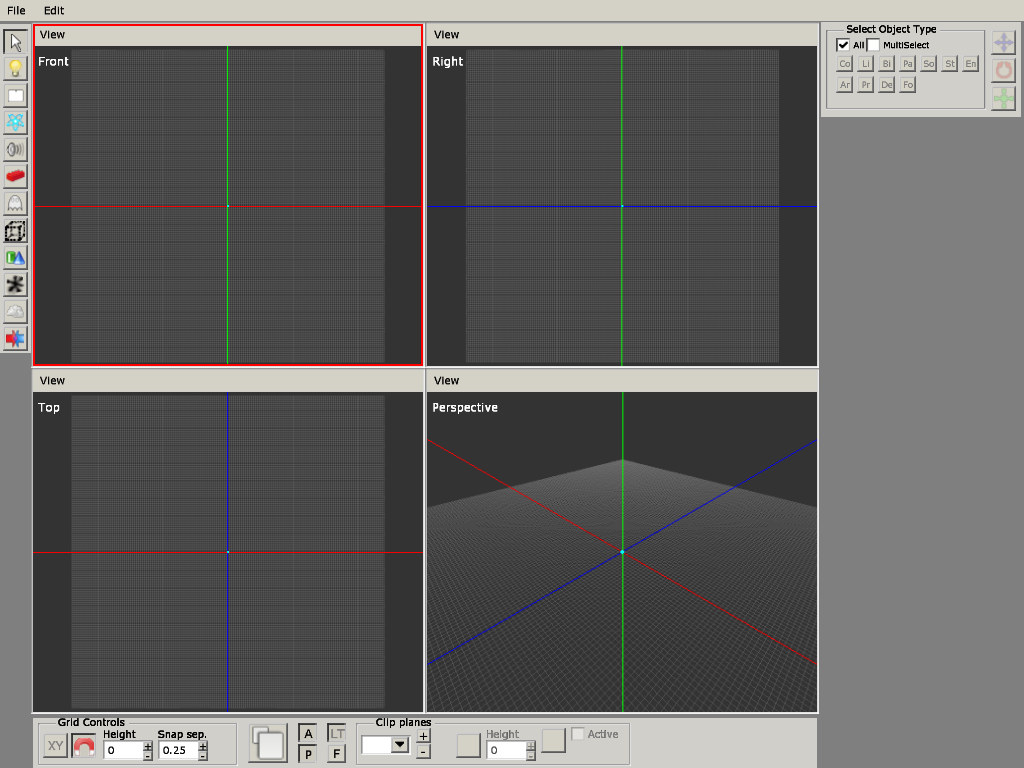 File Edit
View
Front
View
Right
View
Top
View
Perspective
Select Object Type
All MultiSelect
Co Li Bi Pa So St En
Ar Pr De Fo
Grid Controls
XY
Height
0
+
-
Snap sep.
0.25
+
-
A LT
P F
Clip planes
+
-
Height
0
+
-
Active